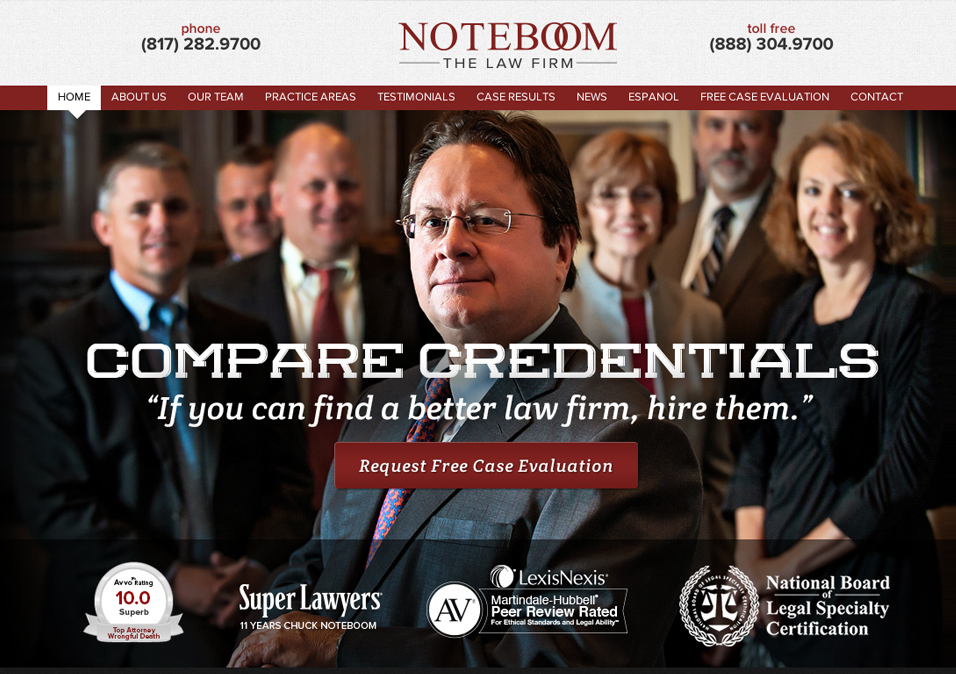 phone
(817) 282.9700
NOTEBOOM
THE LAW FIRM
toll free
(888) 304.9700
HOME ABOUT US OUR TEAM PRACTICE AREAS TESTIMONIALS CASE RESULTS NEWS ESPANOL FREE CASE EVALUATION CONTACT
COMPARE CREDENTIALS
“If you can find a better law firm, hire them.”
Request Free Case Evaluation
Avvo Rating
10.0
Superb
Top Attorney
Wrongful Death
Super Lawyers
11 YEARS CHUCK NOTEBOOM
LexisNexis®
AV®
Martindale-Hubbell®
Peer Review Rated
For Ethical Standards and Legal Ability™
National Board
of
Legal Specialty
Certification